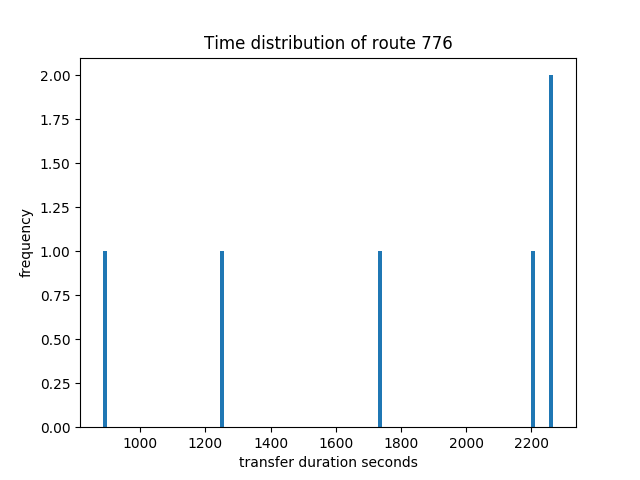 Time distribution of route 776
2.00
1.75
1.50
1.25
1.00
0.75
0.50
0.25
0.00
frequency
1000 1200 1400 1600 1800 2000 2200
transfer duration seconds